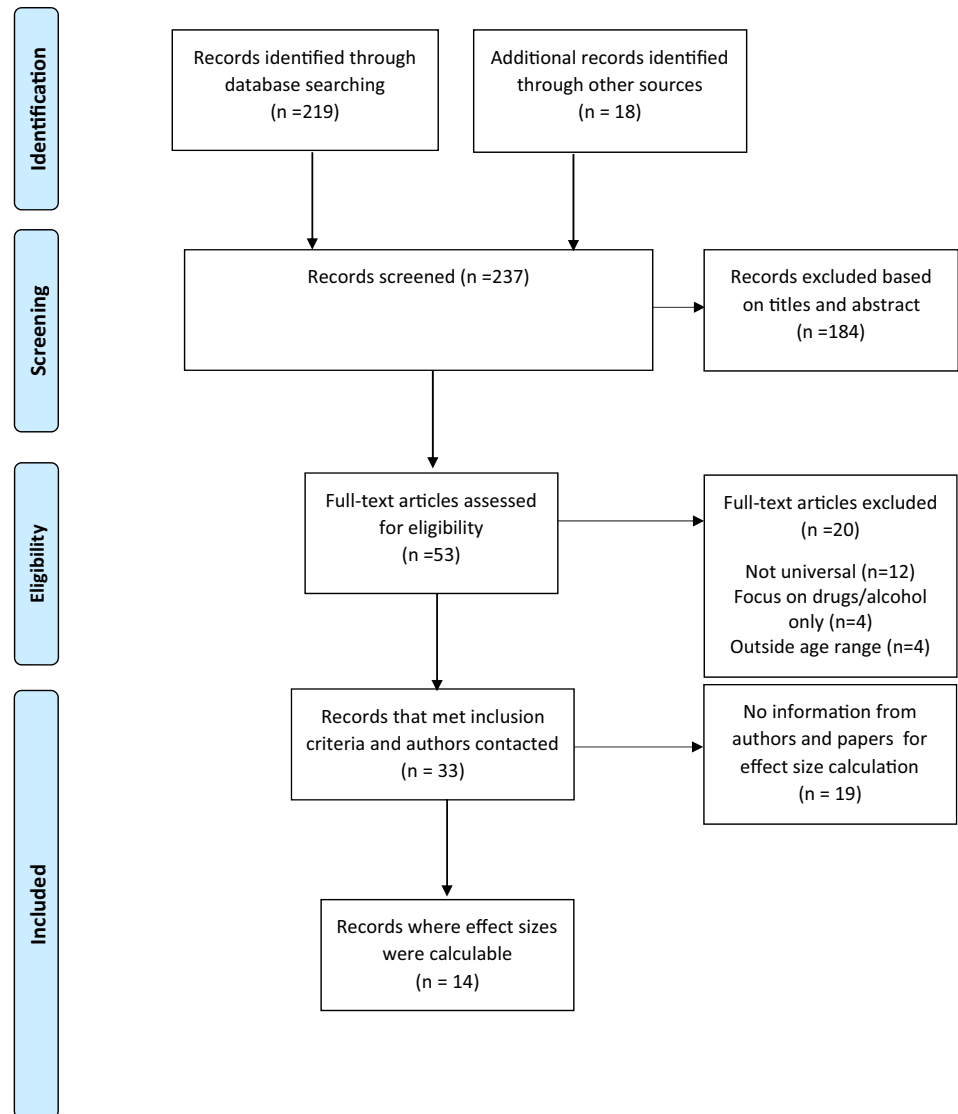 Identification
Records identified through
database searching
(n =219)
Additional records identified
through other sources
(n = 18)
Screening
Records screened (n =237)
Records excluded based
on titles and abstract
(n =184)
Eligibility
Full-text articles assessed
for eligibility
(n =53)
Full-text articles excluded
(n =20)
Not universal (n=12)
Focus on drugs/alcohol
only (n=4)
Outside age range (n=4)
Included
Records that met inclusion
criteria and authors contacted
(n = 33)
No information from
authors and papers for
effect size calculation
(n = 19)
Records where effect sizes
were calculable
(n = 14)